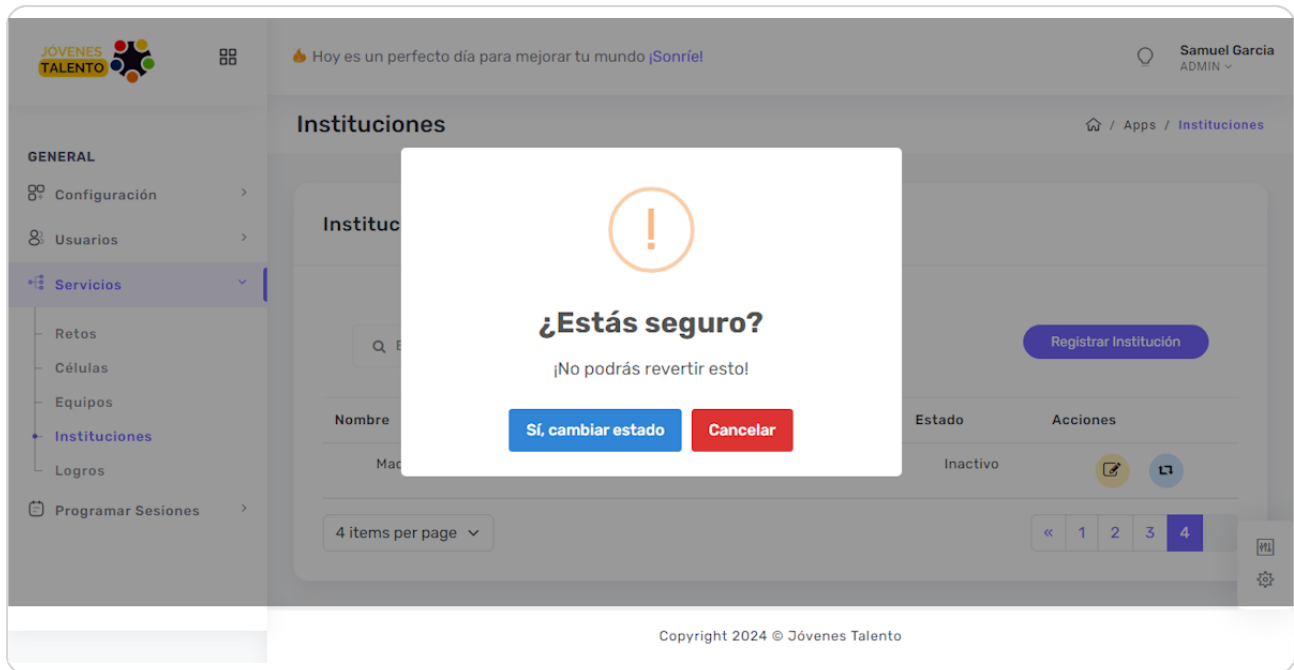 JÓVENES
TALENTO
Hoy es un perfecto día para mejorar tu mundo ¡Sonríe!
Samuel Garcia
ADMIN
Instituciones
/ Apps / Instituciones
GENERAL
Configuración
Usuarios
Servicios
Retos
Células
Equipos
Instituciones
Logros
Programar Sesiones
!
¿Estás seguro?
¡No podrás revertir esto!
Sí, cambiar estado
Cancelar
Registrar Institución
Nombre
Estado
Acciones
Inactivo
4 items per page
« 1 2 3 4
Copyright 2024 © Jóvenes Talento